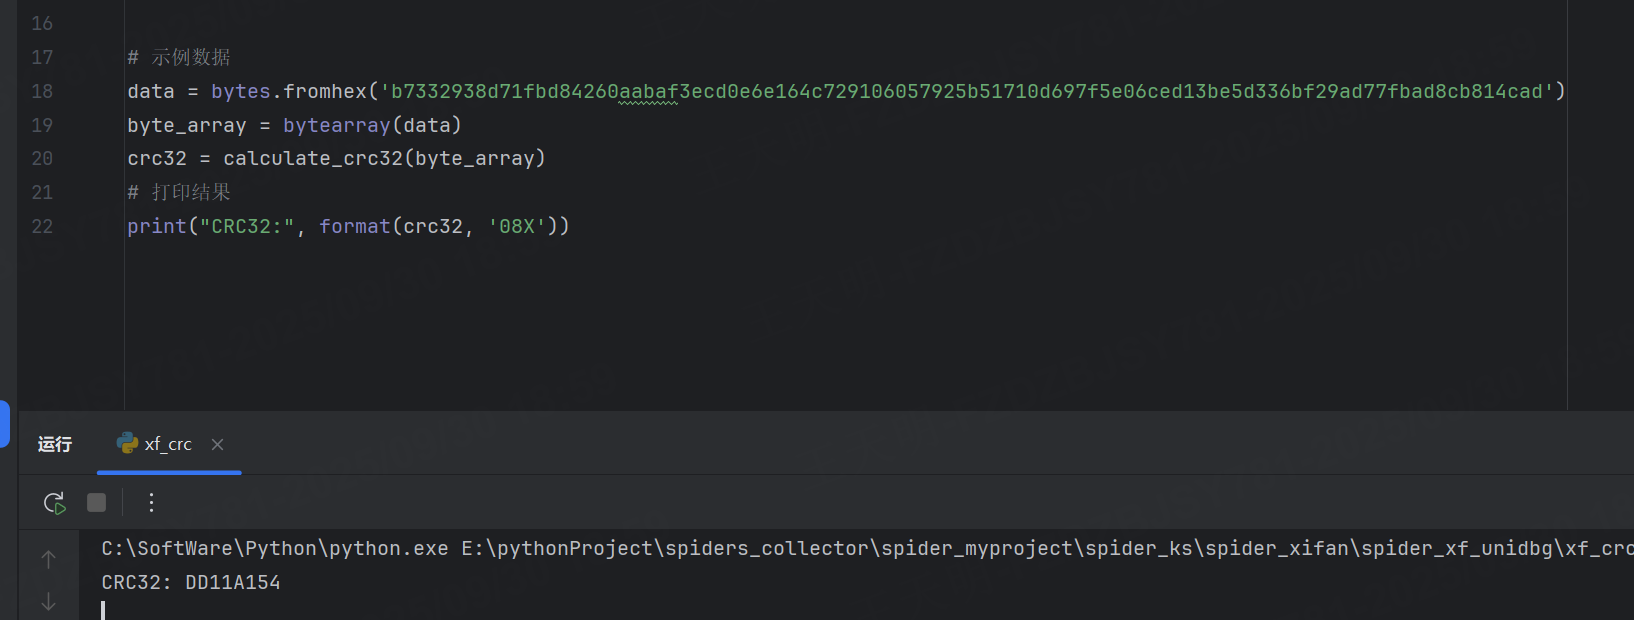 16
17 # 示例数据
18 data = bytes.fromhex('b7332938d71fbd84260aabaf3ecd0e6e164c729106057925b51710d697f5e06ced13be5d336bf29ad77fbad8cb814cad')
19 byte_array = bytearray(data)
20 crc32 = calculate_crc32(byte_array)
21 # 打印结果
22 print("CRC32:", format(crc32, '08X'))
运行 xf_crc
C:\SoftWare\Python\python.exe E:\pythonProject\spiders_collector\spider_myproject\spider_ks\spider_xifan\spider_xf_unidbg\xf_crc
CRC32: DD11A154